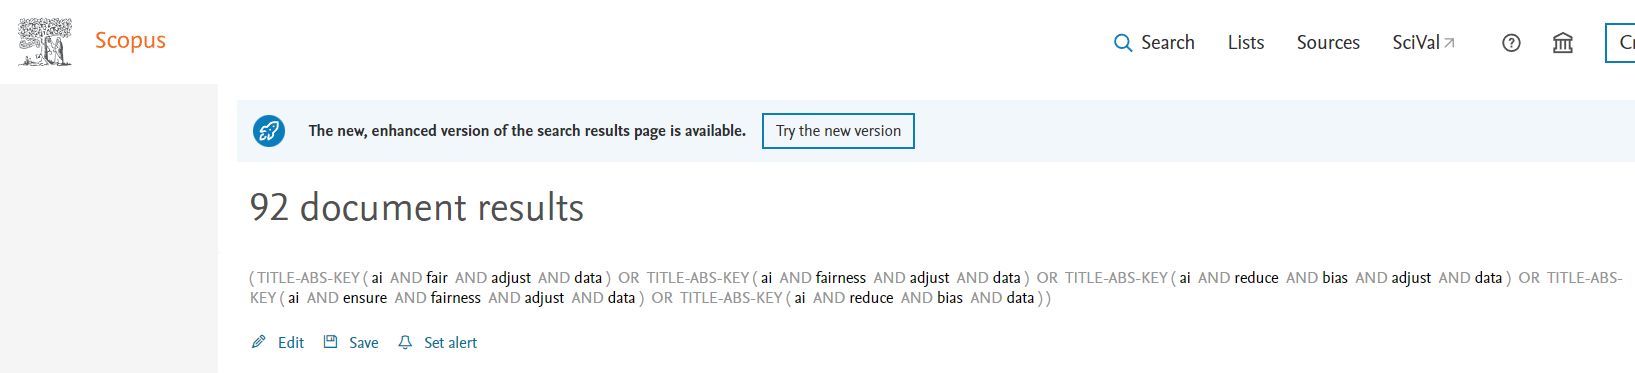 Scopus
Search Lists Sources SciVal
The new, enhanced version of the search results page is available. Try the new version
92 document results
( TITLE-ABS-KEY ( ai AND fair AND adjust AND data ) OR TITLE-ABS-KEY ( ai AND fairness AND adjust AND data ) OR TITLE-ABS-KEY ( ai AND reduce AND bias AND adjust AND data ) OR TITLE-ABS-
KEY ( ai AND ensure AND fairness AND adjust AND data ) OR TITLE-ABS-KEY ( ai AND reduce AND bias AND data ) )
Edit Save Set alert